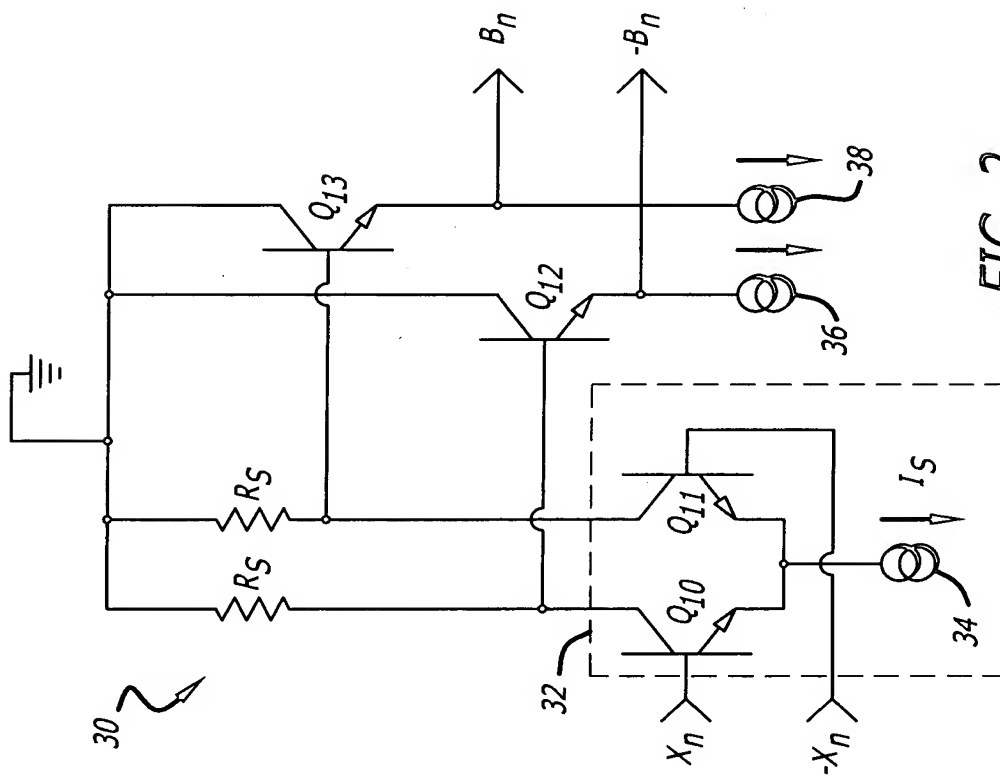 30
R_S
R_S
Q_13
B_n
Q_12
-B_n
32
Q_10
Q_11
X_n
-X_n
I_S
34
36
38
FIG. 2